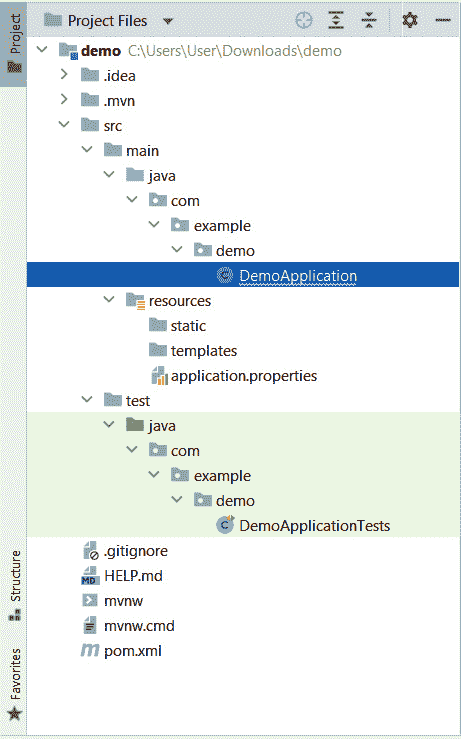 Project
Project Files
demo C:\Users\User\Downloads\demo
.idea
.mvn
src
main
java
com
example
demo
DemoApplication
resources
static
templates
application.properties
test
java
com
example
demo
C DemoApplicationTests
.gitignore
MD HELP.md
mvnw
mvnw.cmd
m pom.xml
Structure
Favorites